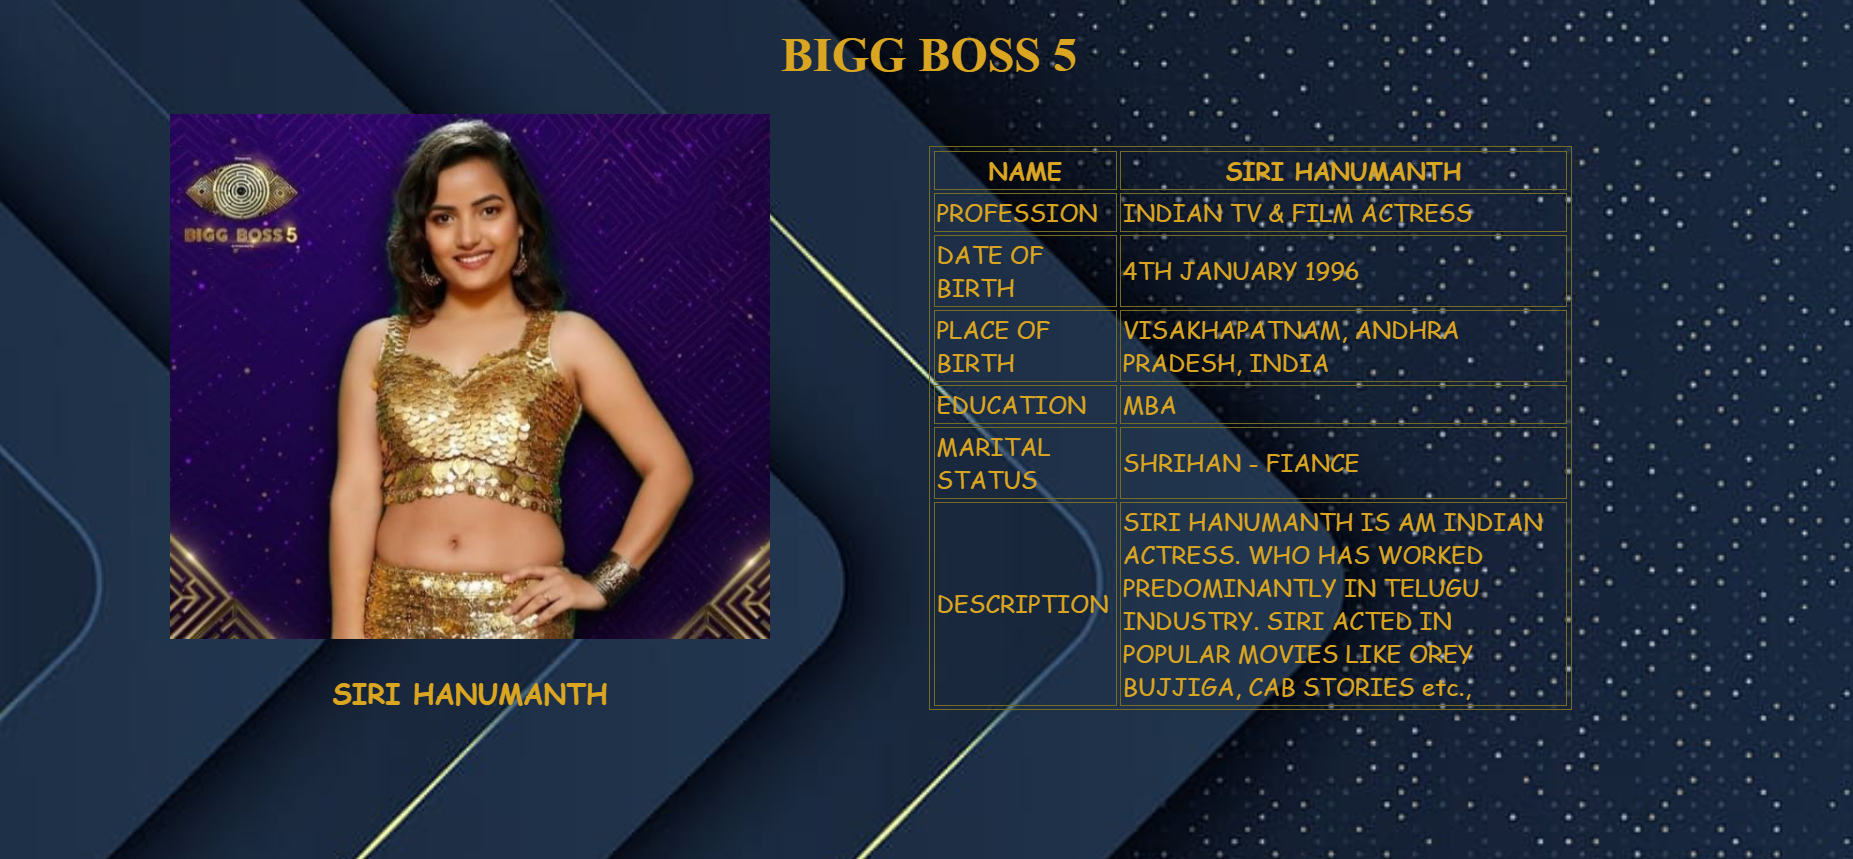 BIGG BOSS 5
BIGG BOSS 5
SIRI HANUMANTH
NAME SIRI HANUMANTH
PROFESSION INDIAN TV & FILM ACTRESS
DATE OF
BIRTH
4TH JANUARY 1996
PLACE OF
BIRTH
VISAKHAPATNAM, ANDHRA
PRADESH, INDIA
EDUCATION MBA
MARITAL
STATUS
SHRIHAN - FIANCE
DESCRIPTION
SIRI HANUMANTH IS AM INDIAN
ACTRESS. WHO HAS WORKED
PREDOMINANTLY IN TELUGU
INDUSTRY. SIRI ACTED IN
POPULAR MOVIES LIKE OREY
BUJJIGA, CAB STORIES etc.,